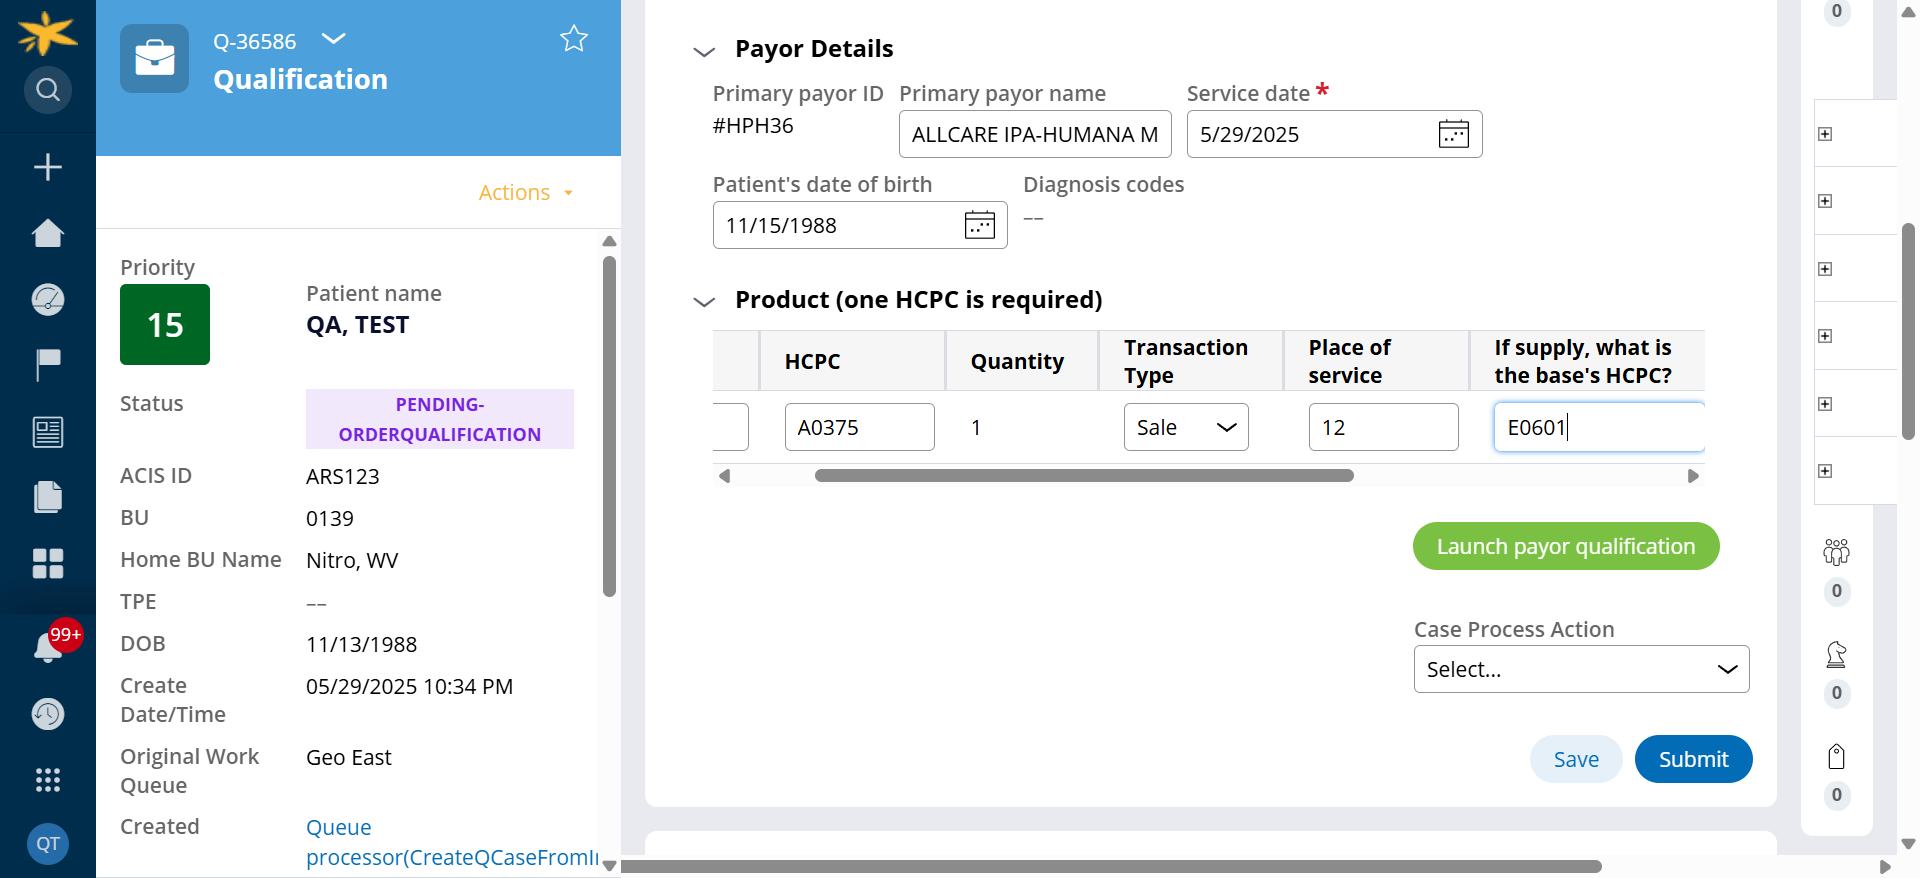 Q-36586
Qualification
Actions
Priority
15
Patient name
QA, TEST
Status
PENDING-
ORDERQUALIFICATION
ACIS ID
ARS123
BU
0139
Home BU Name
Nitro, WV
TPE
––
DOB
11/13/1988
Create
Date/Time
05/29/2025 10:34 PM
Original Work
Queue
Geo East
Created
Queue
processor(CreateQCaseFromIn
99+
QT
Payor Details
Primary payor ID
#HPH36
Primary payor name
ALLCARE IPA-HUMANA M
Service date *
5/29/2025
Patient's date of birth
11/15/1988
Diagnosis codes
––
Product (one HCPC is required)
HCPC
Quantity
Transaction
Type
Place of
service
If supply, what is
the base's HCPC?
A0375
1
Sale
12
E0601
Launch payor qualification
Case Process Action
Select...
Save
Submit
0
0
0
0